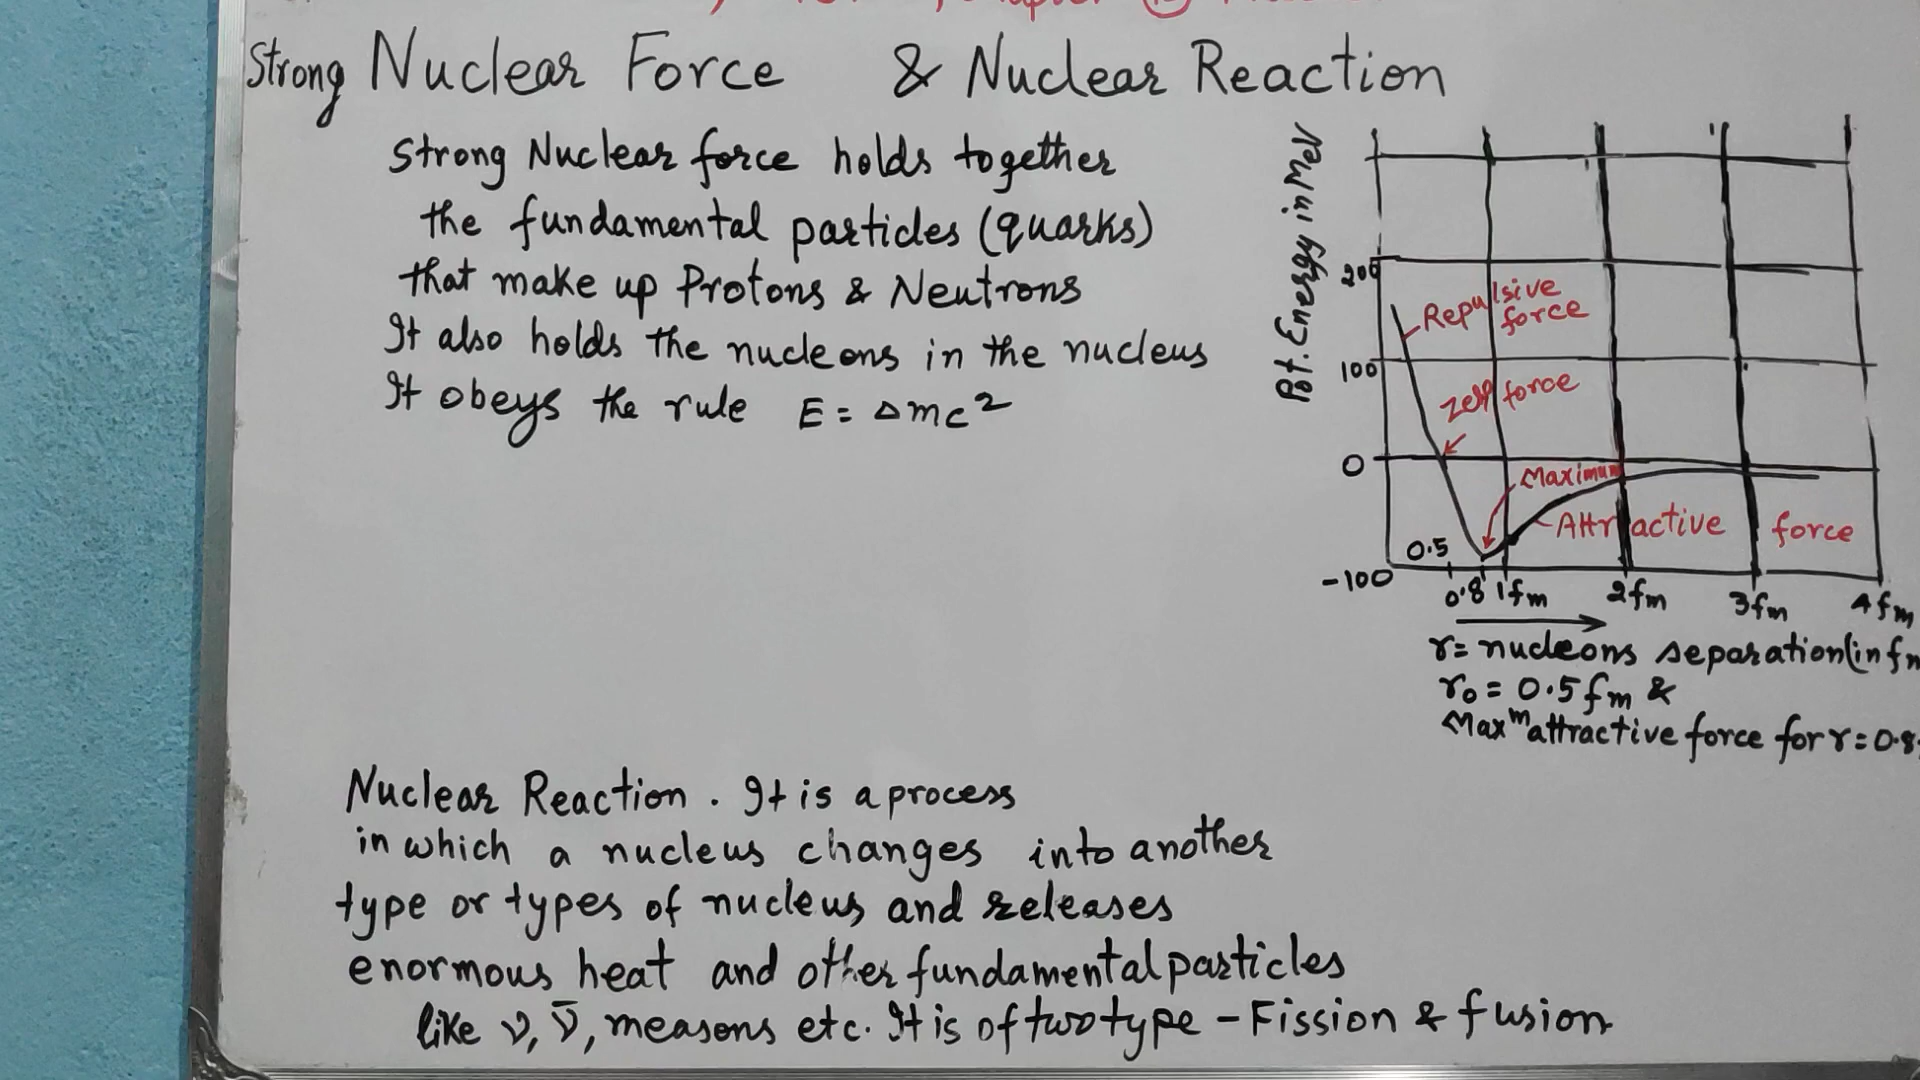 Chapter 13
Strong Nuclear Force & Nuclear Reaction
Strong Nuclear force holds together
the fundamental particles (quarks)
that make up Protons & Neutrons
It also holds the nucleons in the nucleus
It obeys the rule E = Δmc²
Pot. Energy in MeV
200
100
0
-100
Repulsive
force
Zero force
Maximum
Attractive force
0.5
0.8 1fm 2fm 3fm 4fm
r = nucleons separation (in fm
r₀ = 0.5 fm &
Maxᵐ attractive force for r = 0.8
Nuclear Reaction. It is a process
in which a nucleus changes into another
type or types of nucleus and releases
enormous heat and other fundamental particles
like ν, ν̄, measons etc. It is of two type - Fission & fusion